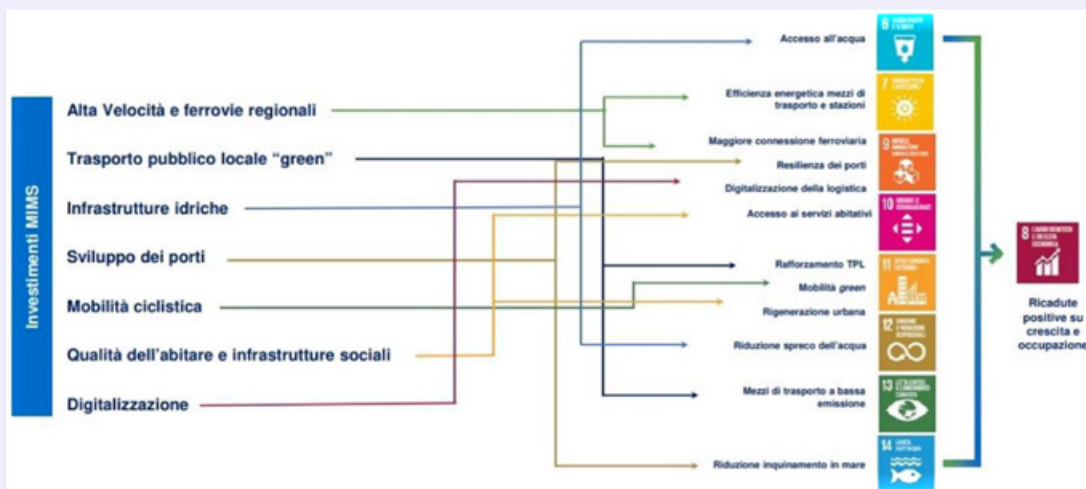 Investimenti MIMS
Alta Velocità e ferrovie regionali
Trasporto pubblico locale “green”
Infrastrutture idriche
Sviluppo dei porti
Mobilità ciclistica
Qualità dell’abitare e infrastrutture sociali
Digitalizzazione
Accesso all’acqua
Efficienza energetica mezzi di
trasporto e stazioni
Maggiore connessione ferroviaria
Resilienza dei porti
Digitalizzazione della logistica
Accesso ai servizi abitativi
Rafforzamento TPL
Mobilità green
Rigenerazione urbana
Riduzione spreco dell’acqua
Mezzi di trasporto a bassa
emissione
Riduzione inquinamento in mare
6
7
9
10
11
12
13
14
8
Ricadute
positive su
crescita e
occupazione